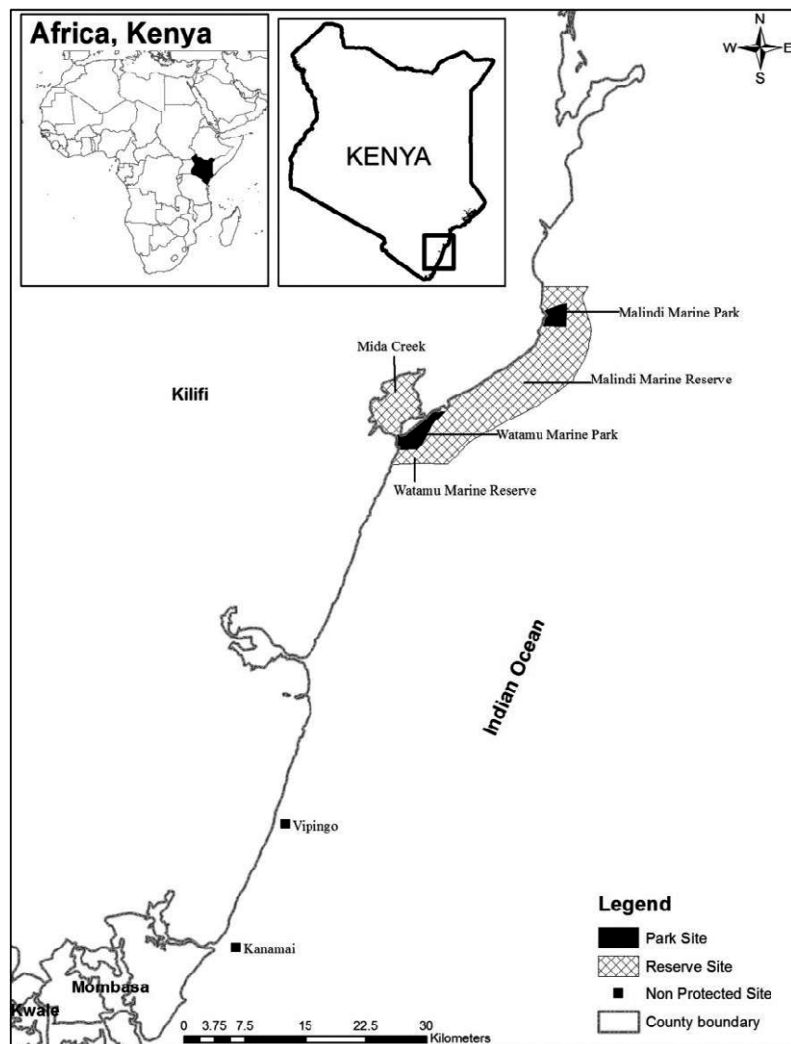 Africa, Kenya
KENYA
N
W E
S
Malindi Marine Park
Mida Creek
Malindi Marine Reserve
Kilifi
Watamu Marine Park
Watamu Marine Reserve
Indian Ocean
Vipingo
Kanamai
Mombasa
Kwale
Legend
Park Site
Reserve Site
Non Protected Site
County boundary
0 3.75 7.5 15 22.5 30
Kilometers